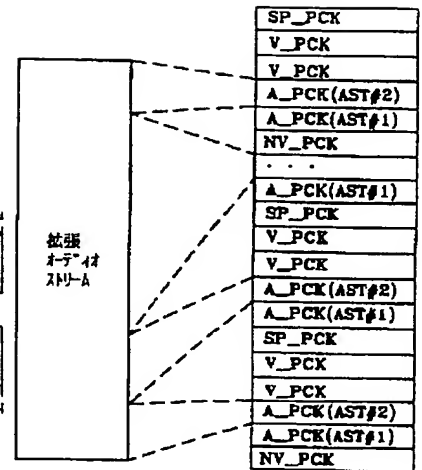 拡張
オーディオ
ストリーム
SP_PCK
V_PCK
V_PCK
A_PCK(AST#2)
A_PCK(AST#1)
NV_PCK
. . .
A_PCK(AST#1)
SP_PCK
V_PCK
V_PCK
A_PCK(AST#2)
A_PCK(AST#1)
SP_PCK
V_PCK
V_PCK
A_PCK(AST#2)
A_PCK(AST#1)
NV_PCK